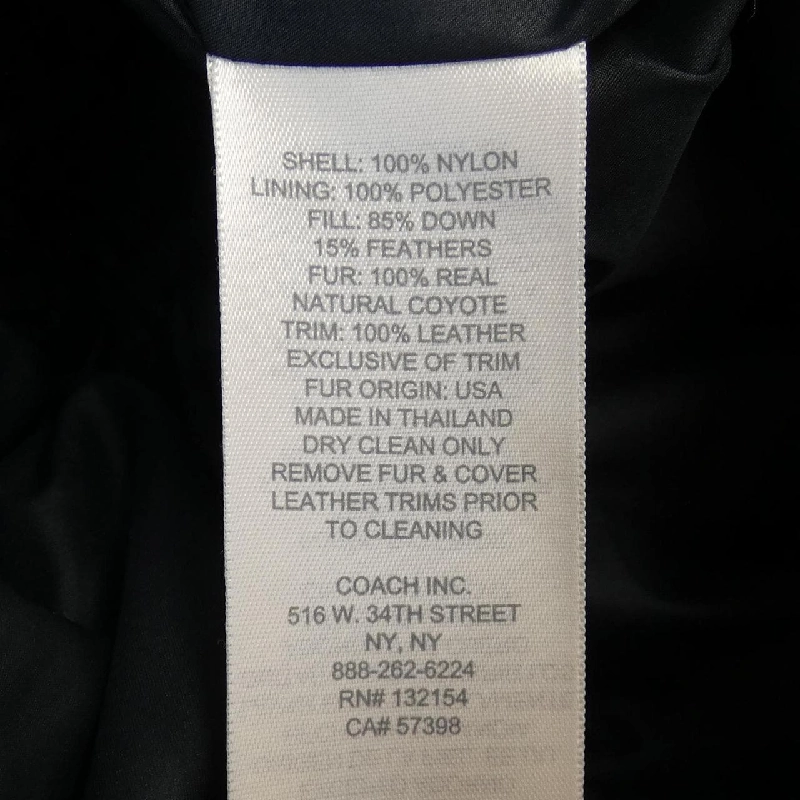 SHELL: 100% NYLON
LINING: 100% POLYESTER
FILL: 85% DOWN
15% FEATHERS
FUR: 100% REAL
NATURAL COYOTE
TRIM: 100% LEATHER
EXCLUSIVE OF TRIM
FUR ORIGIN: USA
MADE IN THAILAND
DRY CLEAN ONLY
REMOVE FUR & COVER
LEATHER TRIMS PRIOR
TO CLEANING
COACH INC.
516 W. 34TH STREET
NY, NY
888-262-6224
RN# 132154
CA# 57398